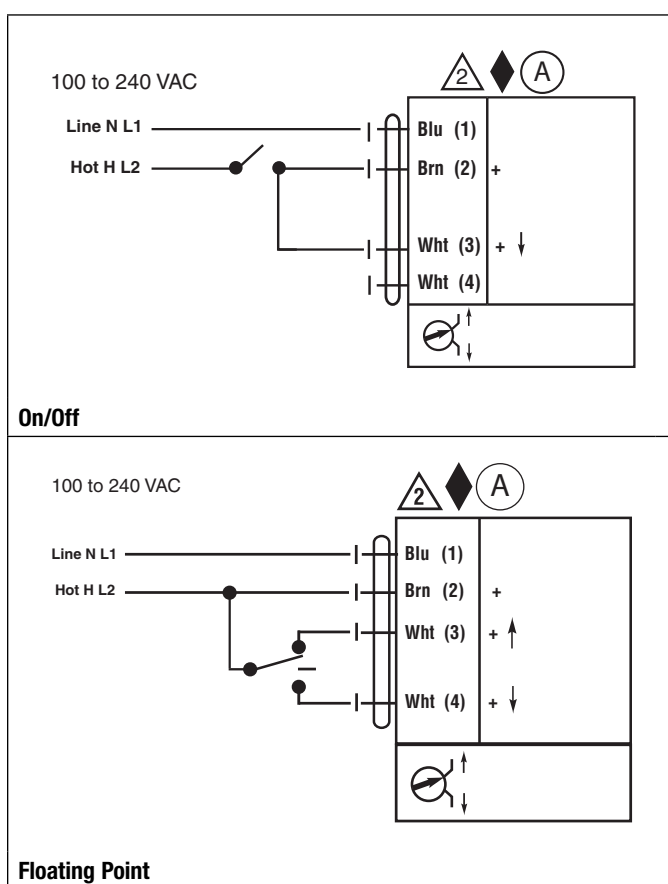 100 to 240 VAC
2
A
Line N L1
Blu (1)
Hot H L2
Brn (2) +
Wht (3) + ↓
Wht (4)
On/Off
100 to 240 VAC
2
A
Line N L1
Blu (1)
Hot H L2
Brn (2) +
Wht (3) + ↑
Wht (4) + ↓
Floating Point